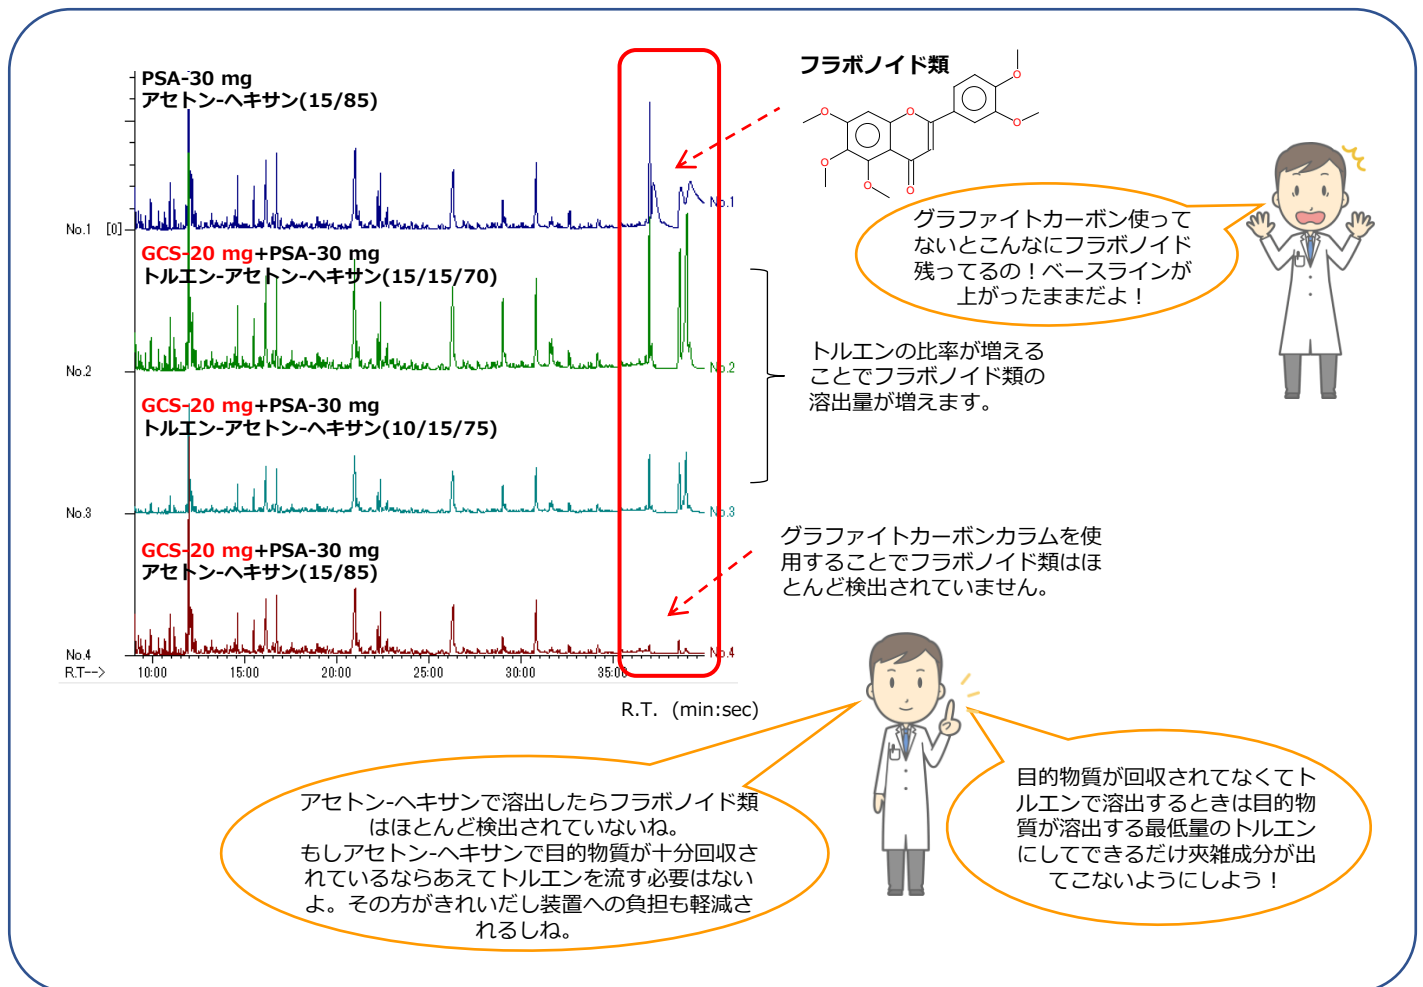 PSA-30 mg
アセトン-ヘキサン(15/85)
No.1 [0]
No.1
GCS-20 mg+PSA-30 mg
トルエン-アセトン-ヘキサン(15/15/70)
No.2
No.2
GCS-20 mg+PSA-30 mg
トルエン-アセトン-ヘキサン(10/15/75)
No.3
No.3
GCS-20 mg+PSA-30 mg
アセトン-ヘキサン(15/85)
No.4
No.4
R.T-->
10:00 15:00 20:00 25:00 30:00 35:00
R.T. (min:sec)
フラボノイド類
O
O
O
O
O
O
O
O
グラファイトカーボン使って
ないとこんなにフラボノイド
残ってるの！ベースラインが
上がったままだよ！
トルエンの比率が増える
ことでフラボノイド類の
溶出量が増えます。
グラファイトカーボンカラムを使
用することでフラボノイド類はほ
とんど検出されていません。
アセトン-ヘキサンで溶出したらフラボノイド類
はほとんど検出されていないね。
もしアセトン-ヘキサンで目的物質が十分回収さ
れているならあえてトルエンを流す必要はない
よ。その方がきれいだし装置への負担も軽減さ
れるしね。
目的物質が回収されてなくてト
ルエンで溶出するときは目的物
質が溶出する最低量のトルエン
にしてできるだけ夾雑成分が出
てこないようにしよう！